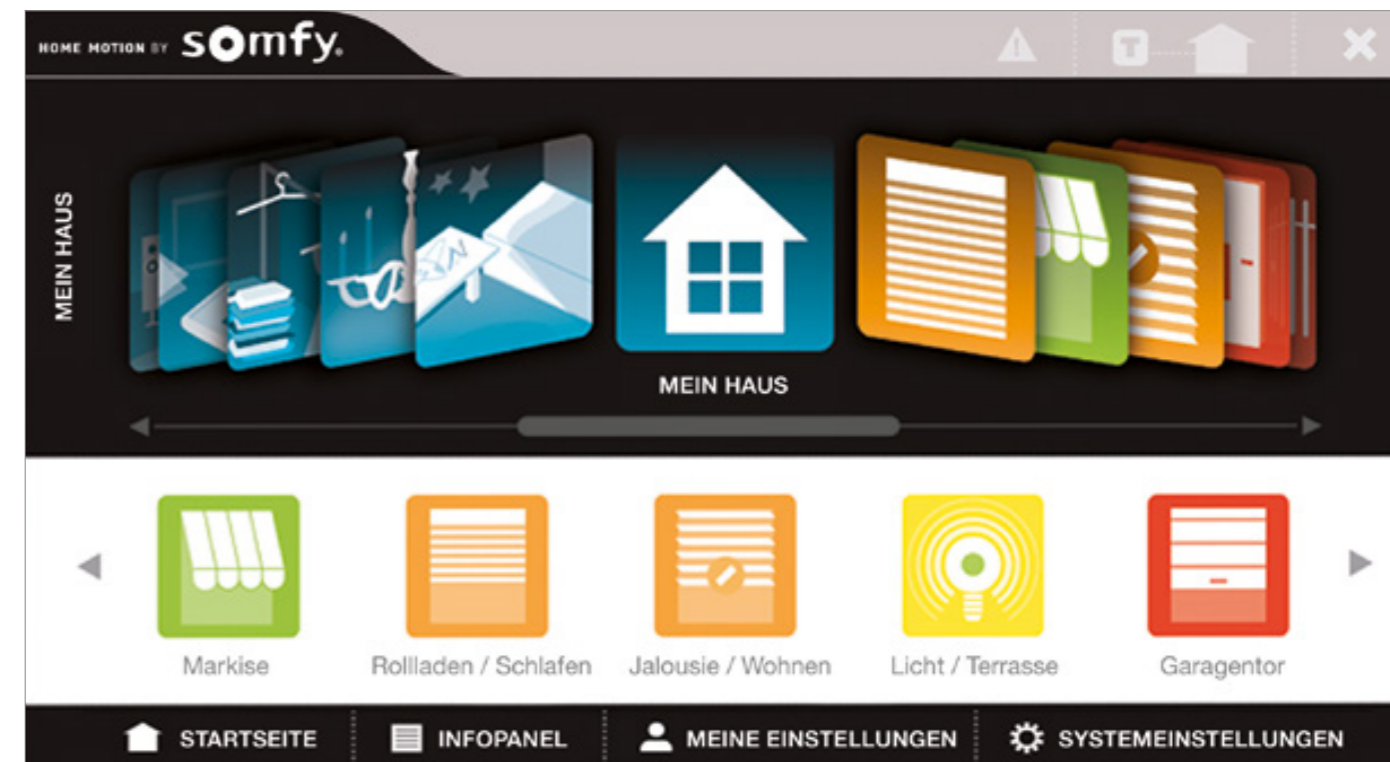 HOME MOTION BY somfy.
T
MEIN HAUS
MEIN HAUS
Markise
Rollladen / Schlafen
Jalousie / Wohnen
Licht / Terrasse
Garagentor
STARTSEITE
INFOPANEL
MEINE EINSTELLUNGEN
SYSTEMEINSTELLUNGEN